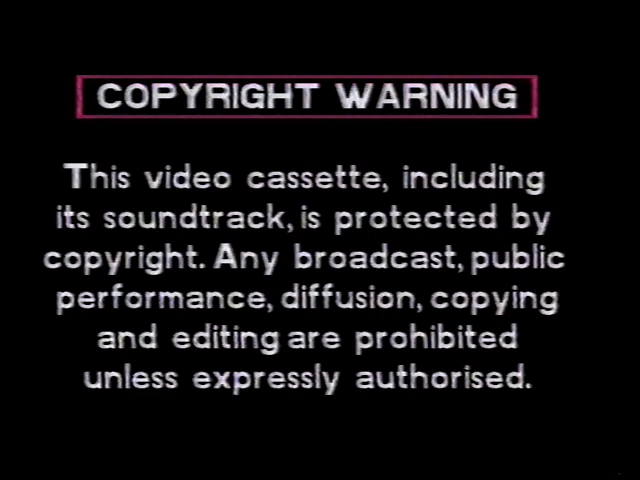 COPYRIGHT WARNING
This video cassette, including
its soundtrack, is protected by
copyright. Any broadcast, public
performance, diffusion, copying
and editing are prohibited
unless expressly authorised.